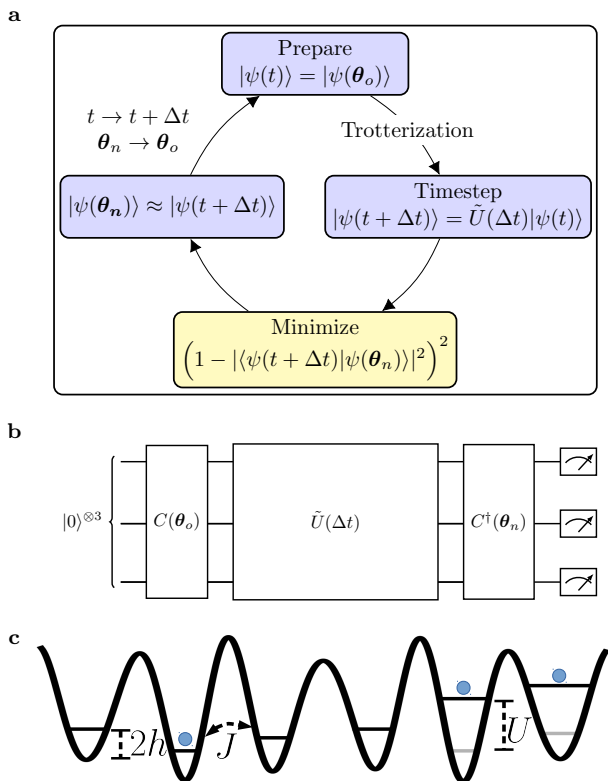 a
Prepare
|ψ(t)⟩ = |ψ(θ_o)⟩
t → t + Δt
θ_n → θ_o
Trotterization
|ψ(θ_n)⟩ ≈ |ψ(t + Δt)⟩
Timestep
|ψ(t + Δt)⟩ = Ũ(Δt)|ψ(t)⟩
Minimize
(1 − |⟨ψ(t + Δt)|ψ(θ_n)⟩|²)²
b
|0⟩^{⊗3}
C(θ_o)
Ũ(Δt)
C†(θ_n)
c
2h
J
U